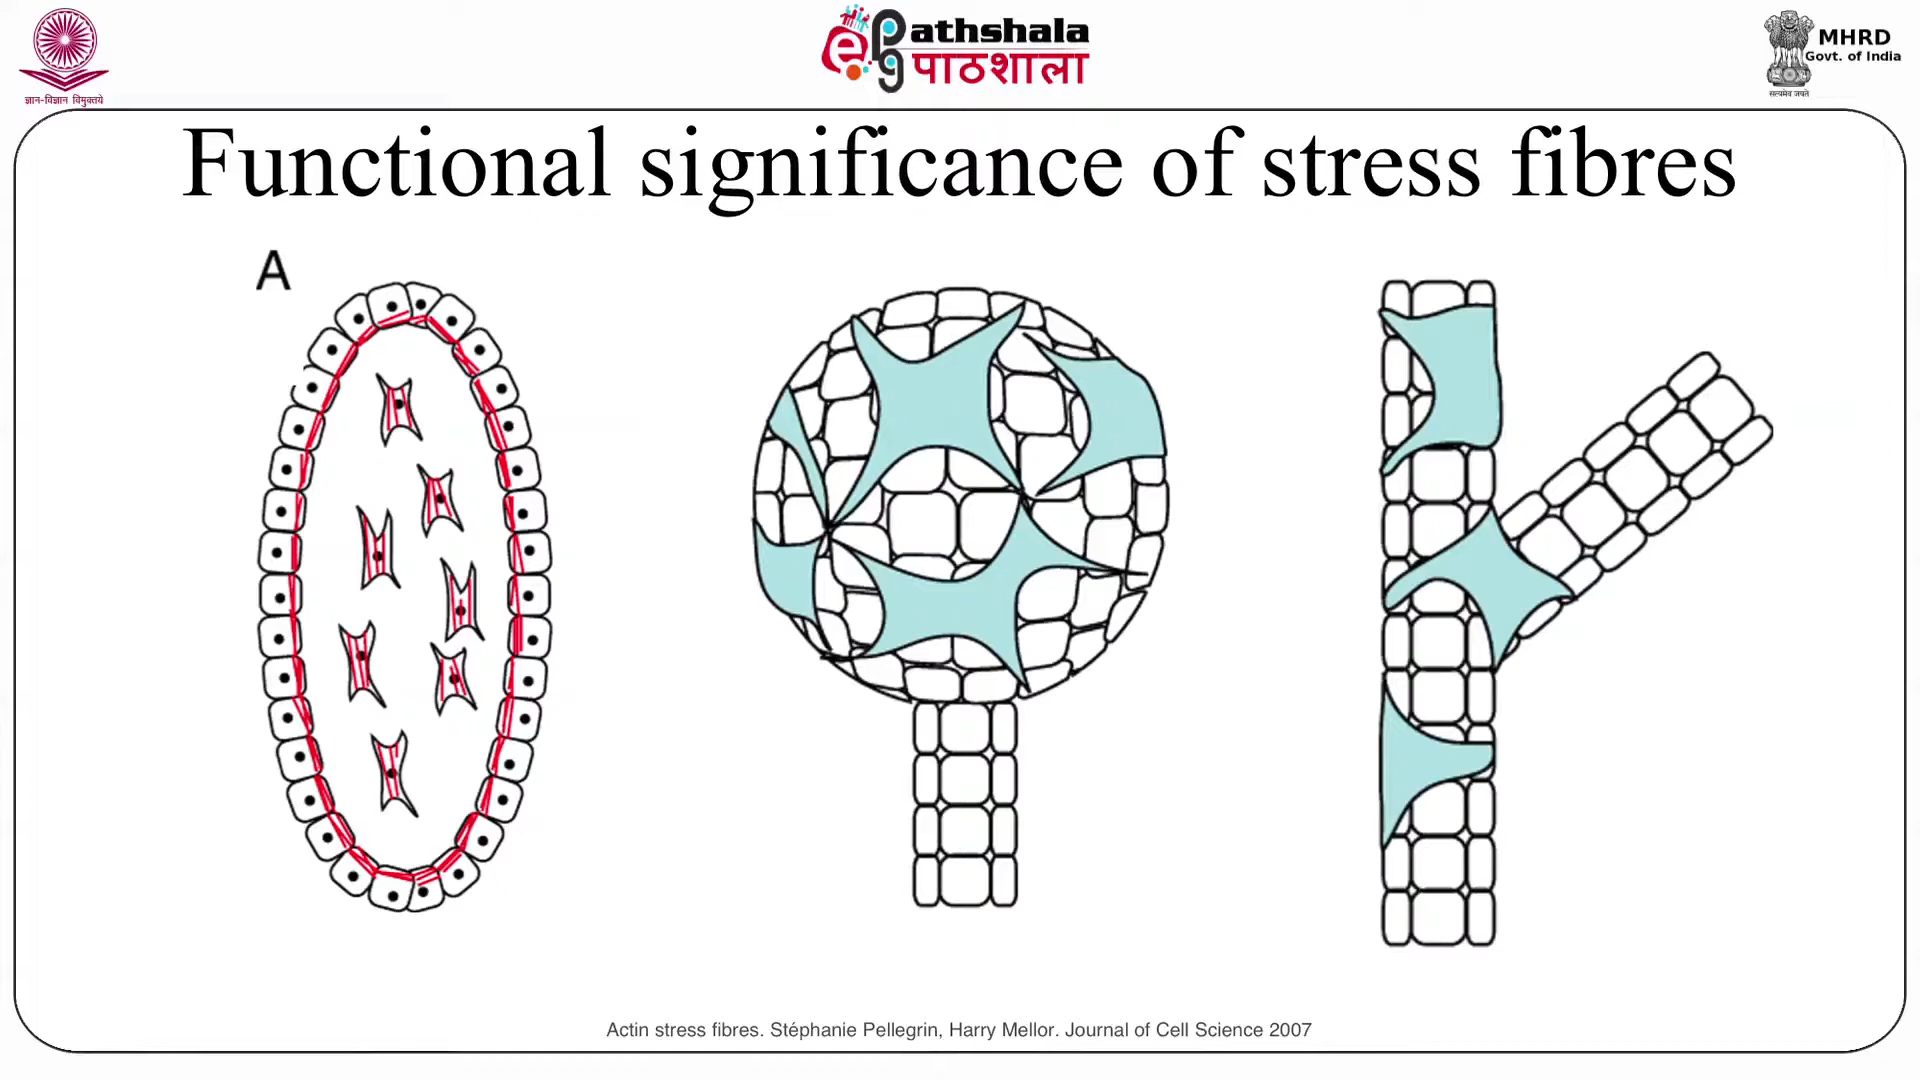 ज्ञान-विज्ञान विमुक्तये
e
Pathshala
pg पाठशाला
MHRD
Govt. of India
सत्यमेव जयते
Functional significance of stress fibres
A
Actin stress fibres. Stéphanie Pellegrin, Harry Mellor. Journal of Cell Science 2007